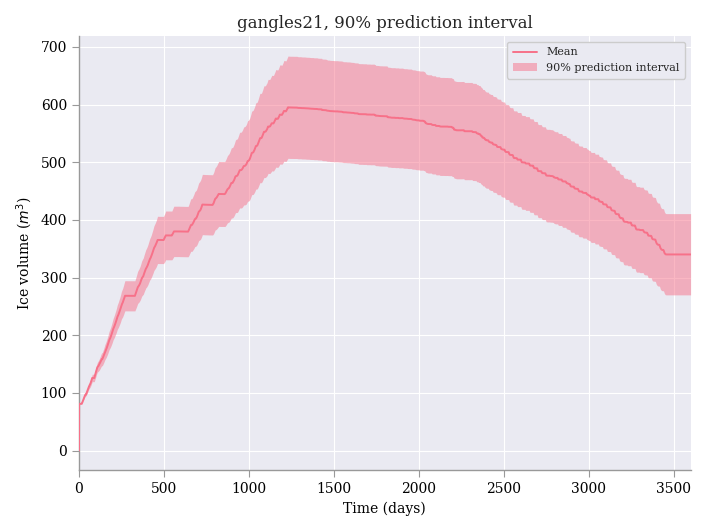 gangles21, 90% prediction interval
Mean
90% prediction interval
700
600
500
400
300
200
100
0
Ice volume (m³)
0 500 1000 1500 2000 2500 3000 3500
Time (days)